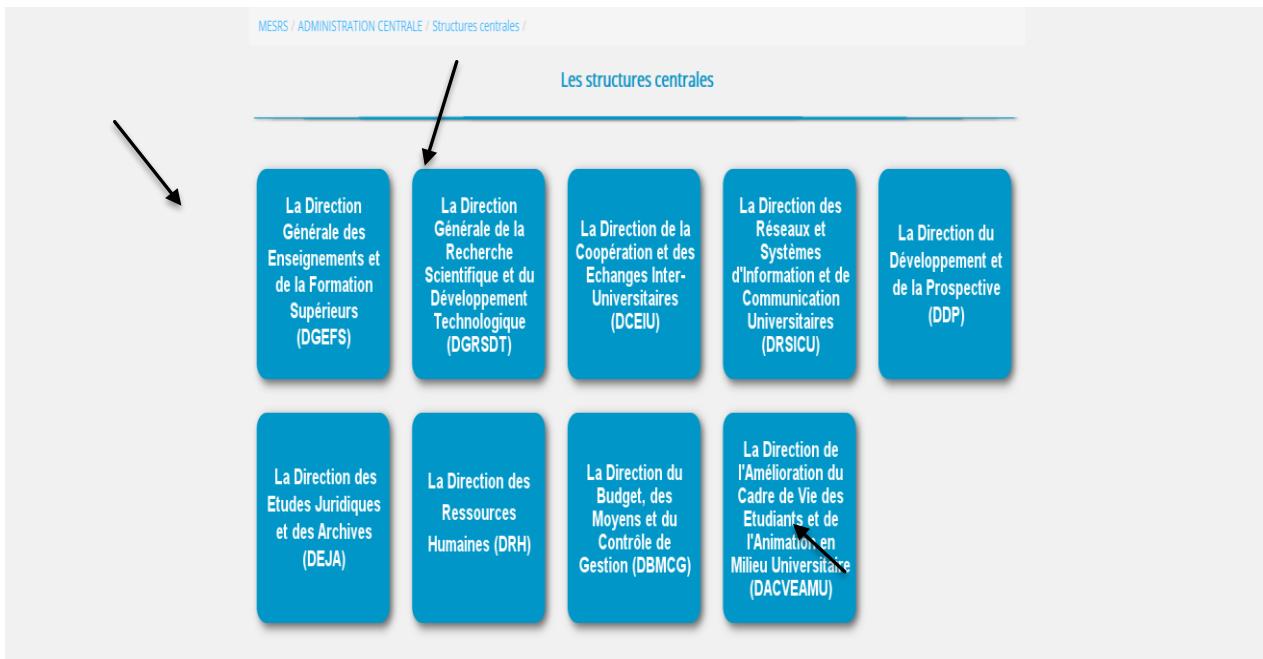 MESRS / ADMINISTRATION CENTRALE / Structures centrales /
Les structures centrales
La Direction
Générale des
Enseignements et
de la Formation
Supérieurs
(DGEFS)
La Direction
Générale de la
Recherche
Scientifique et du
Développement
Technologique
(DGRSDT)
La Direction de la
Coopération et des
Echanges Inter-
Universitaires
(DCEIU)
La Direction des
Réseaux et
Systèmes
d'Information et de
Communication
Universitaires
(DRSICU)
La Direction du
Développement et
de la Prospective
(DDP)
La Direction des
Etudes Juridiques
et des Archives
(DEJA)
La Direction des
Ressources
Humaines (DRH)
La Direction du
Budget, des
Moyens et du
Contrôle de
Gestion (DBMCG)
La Direction de
l'Amélioration du
Cadre de Vie des
Etudiants et de
l'Animation en
Milieu Universitaire
(DACVEAMU)